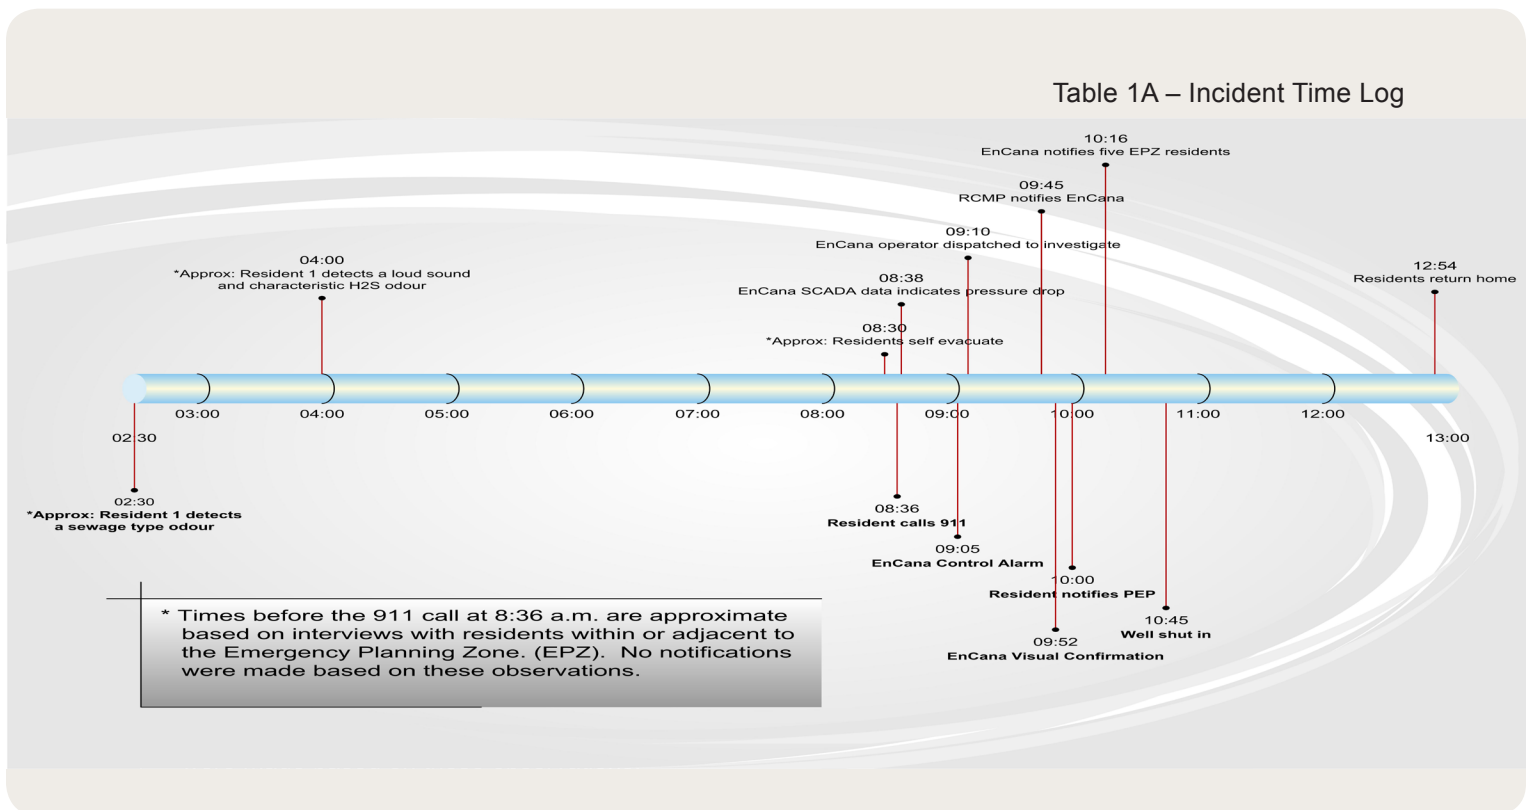 Table 1A – Incident Time Log
10:16
EnCana notifies five EPZ residents
09:45
RCMP notifies EnCana
09:10
EnCana operator dispatched to investigate
04:00
*Approx: Resident 1 detects a loud sound
and characteristic H2S odour
08:38
EnCana SCADA data indicates pressure drop
12:54
Residents return home
08:30
*Approx: Residents self evacuate
03:00
04:00
05:00
06:00
07:00
08:00
09:00
10:00
11:00
12:00
02:30
13:00
02:30
*Approx: Resident 1 detects
a sewage type odour
08:36
Resident calls 911
09:05
EnCana Control Alarm
10:00
Resident notifies PEP
10:45
Well shut in
09:52
EnCana Visual Confirmation
* Times before the 911 call at 8:36 a.m. are approximate
based on interviews with residents within or adjacent to
the Emergency Planning Zone. (EPZ). No notifications
were made based on these observations.